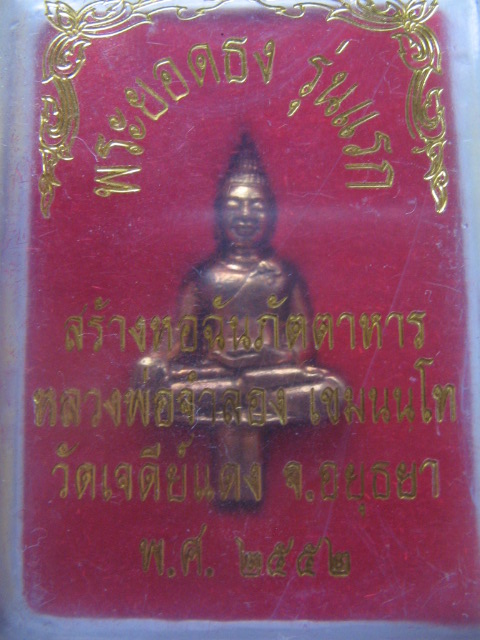 พระยอดธง รุ่นแรก
สร้างหอฉันภัตตาหาร
หลวงพ่อจำลอง เขมนนฺโท
วัดเจดีย์แดง จ.อยุธยา
พ.ศ. ๒๕๕๒